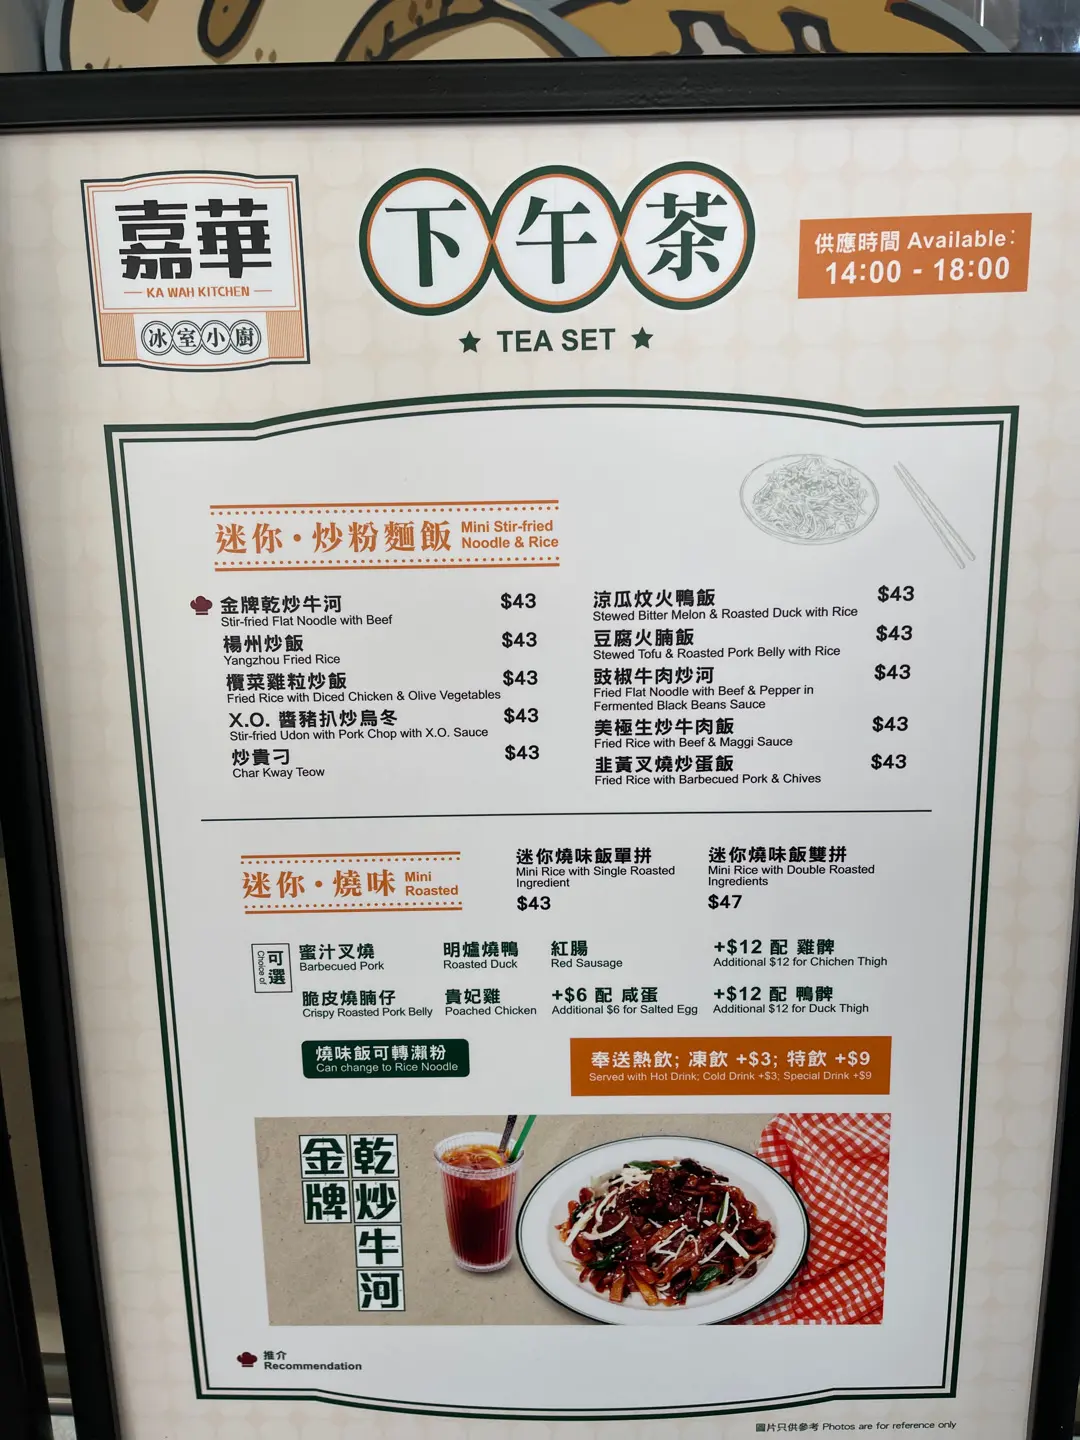 嘉華
KA WAH KITCHEN
冰室小廚
下午茶
★ TEA SET ★
供應時間 Available:
14:00 - 18:00
迷你・炒粉麵飯 Mini Stir-fried
Noodle & Rice
金牌乾炒牛河 $43
Stir-fried Flat Noodle with Beef
楊州炒飯 $43
Yangzhou Fried Rice
欖菜雞粒炒飯 $43
Fried Rice with Diced Chicken & Olive Vegetables
X.O. 醬豬扒炒烏冬 $43
Stir-fried Udon with Pork Chop with X.O. Sauce
炒貴刁 $43
Char Kway Teow
涼瓜炆火鴨飯 $43
Stewed Bitter Melon & Roasted Duck with Rice
豆腐火腩飯 $43
Stewed Tofu & Roasted Pork Belly with Rice
豉椒牛肉炒河 $43
Fried Flat Noodle with Beef & Pepper in
Fermented Black Beans Sauce
美極生炒牛肉飯 $43
Fried Rice with Beef & Maggi Sauce
韭黃叉燒炒蛋飯 $43
Fried Rice with Barbecued Pork & Chives
迷你・燒味 Mini
Roasted
迷你燒味飯單拼
Mini Rice with Single Roasted
Ingredient
$43
迷你燒味飯雙拼
Mini Rice with Double Roasted
Ingredients
$47
可選
Choice of
蜜汁叉燒
Barbecued Pork
明爐燒鴨
Roasted Duck
紅腸
Red Sausage
+$12 配 雞髀
Additional $12 for Chichen Thigh
脆皮燒腩仔
Crispy Roasted Pork Belly
貴妃雞
Poached Chicken
+$6 配 咸蛋
Additional $6 for Salted Egg
+$12 配 鴨髀
Additional $12 for Duck Thigh
燒味飯可轉瀨粉
Can change to Rice Noodle
奉送熱飲; 凍飲 +$3; 特飲 +$9
Served with Hot Drink; Cold Drink +$3; Special Drink +$9
金牌
乾炒牛河
推介
Recommendation
圖片只供參考 Photos are for reference only